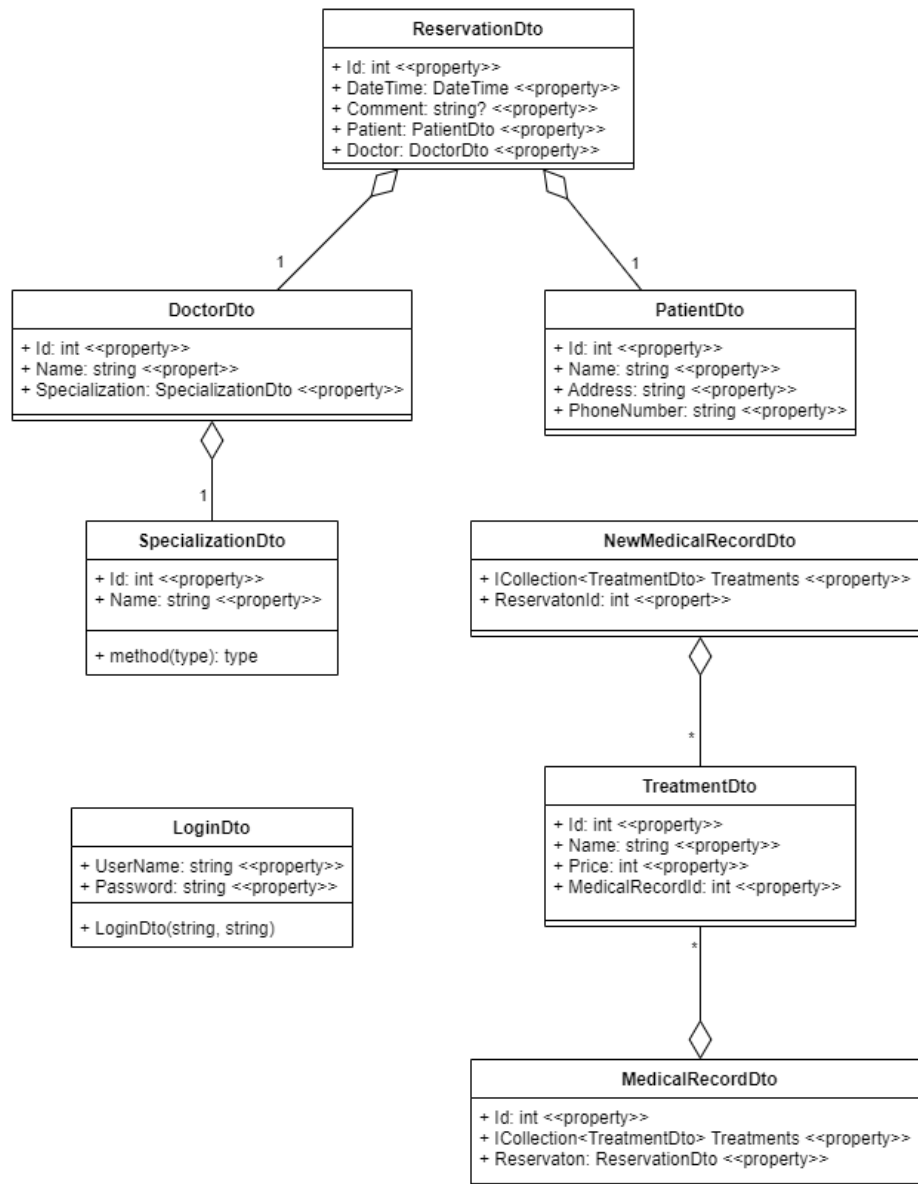 ReservationDto
+ Id: int <<property>>
+ DateTime: DateTime <<property>>
+ Comment: string? <<property>>
+ Patient: PatientDto <<property>>
+ Doctor: DoctorDto <<property>>
1
1
DoctorDto
+ Id: int <<property>>
+ Name: string <<propert>>
+ Specialization: SpecializationDto <<property>>
PatientDto
+ Id: int <<property>>
+ Name: string <<property>>
+ Address: string <<property>>
+ PhoneNumber: string <<property>>
1
SpecializationDto
+ Id: int <<property>>
+ Name: string <<property>>
+ method(type): type
NewMedicalRecordDto
+ ICollection<TreatmentDto> Treatments <<property>>
+ ReservatonId: int <<propert>>
*
TreatmentDto
+ Id: int <<property>>
+ Name: string <<property>>
+ Price: int <<property>>
+ MedicalRecordId: int <<property>>
LoginDto
+ UserName: string <<property>>
+ Password: string <<property>>
+ LoginDto(string, string)
*
MedicalRecordDto
+ Id: int <<property>>
+ ICollection<TreatmentDto> Treatments <<property>>
+ Reservaton: ReservationDto <<property>>